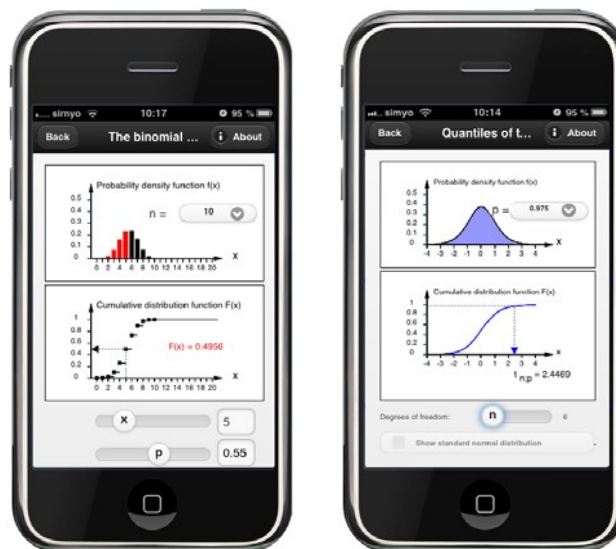 simyo 10:17 95 %
Back The binomial ... i About
Probability density function f(x)
0.5
0.4
n = 10
0.3
0.2
0.1
0
x
0 2 4 6 8 10 12 14 16 18 20
Cumulative distribution function F(x)
1
0.8
0.6
F(x) = 0.4956
0.4
0.2
0
x
0 2 4 6 8 10 12 14 16 18 20
x 5
p 0.55
simyo 10:14 95 %
Back Quantiles of t... i About
Probability density function f(x)
0.5
0.4
p = 0.975
0.3
0.2
0.1
0
x
-4 -3 -2 -1 0 1 2 3 4
Cumulative distribution function F(x)
1
0.8
0.6
0.4
0.2
0
x
-4 -3 -2 -1 0 1 2 3 4
t n;p = 2.4469
Degrees of freedom: n 6
Show standard normal distribution